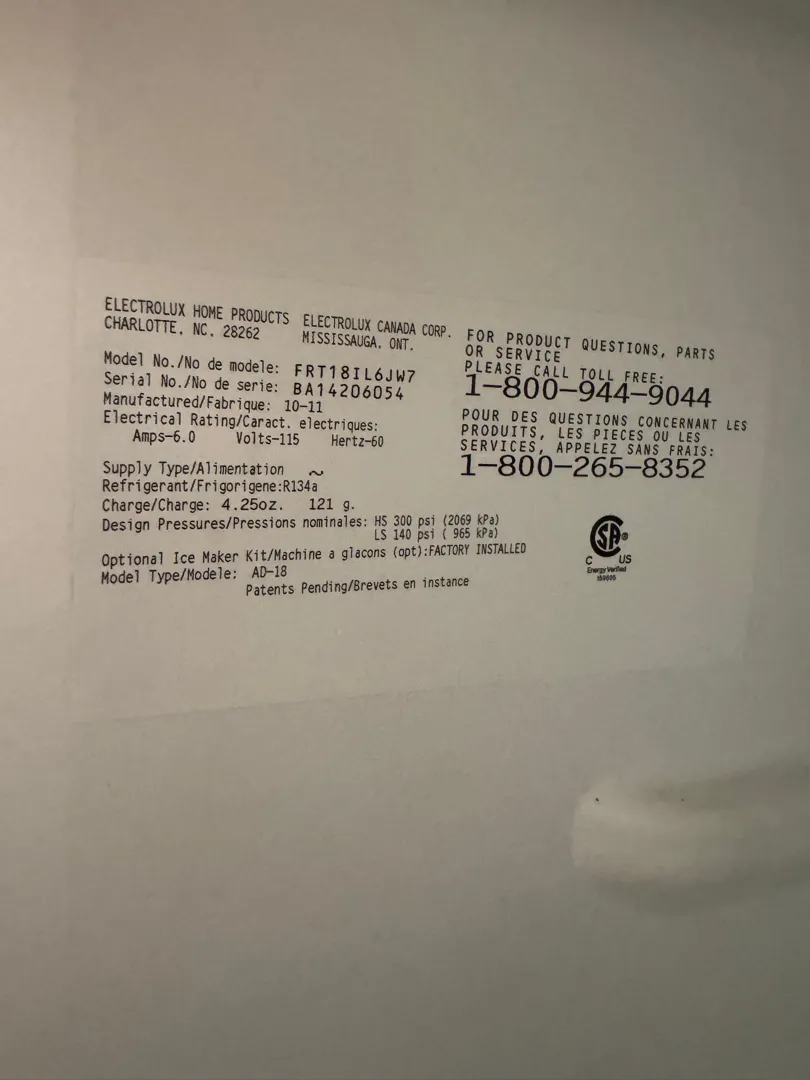 ELECTROLUX HOME PRODUCTS
CHARLOTTE, NC. 28262
ELECTROLUX CANADA CORP.
MISSISSAUGA, ONT.
Model No./No de modele: FRT18IL6JW7
Serial No./No de serie: BA14206054
Manufactured/Fabrique: 10-11
Electrical Rating/Caract. electriques:
Amps-6.0 Volts-115 Hertz-60
Supply Type/Alimentation ~
Refrigerant/Frigorigene:R134a
Charge/Charge: 4.25oz. 121 g.
Design Pressures/Pressions nominales: HS 300 psi (2069 kPa)
LS 140 psi ( 965 kPa)
Optional Ice Maker Kit/Machine a glacons (opt):FACTORY INSTALLED
Model Type/Modele: AD-18
Patents Pending/Brevets en instance
FOR PRODUCT QUESTIONS, PARTS
OR SERVICE
PLEASE CALL TOLL FREE:
1-800-944-9044
POUR DES QUESTIONS CONCERNANT LES
PRODUITS, LES PIECES OU LES
SERVICES, APPELEZ SANS FRAIS:
1-800-265-8352
SA®
C US
Energy Verified